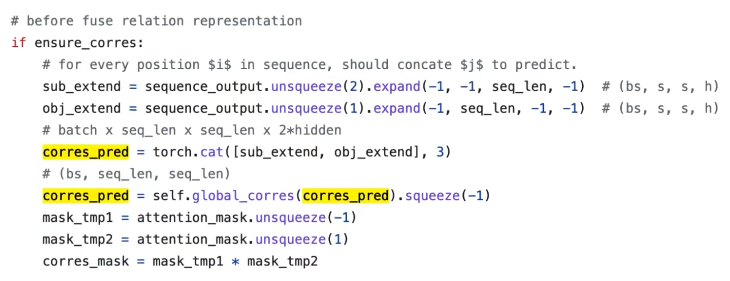 # before fuse relation representation
if ensure_corres:
    # for every position $i$ in sequence, should concate $j$ to predict.
    sub_extend = sequence_output.unsqueeze(2).expand(-1, -1, seq_len, -1)  # (bs, s, s, h)
    obj_extend = sequence_output.unsqueeze(1).expand(-1, seq_len, -1, -1)  # (bs, s, s, h)
    # batch x seq_len x seq_len x 2*hidden
    corres_pred = torch.cat([sub_extend, obj_extend], 3)
    # (bs, seq_len, seq_len)
    corres_pred = self.global_corres(corres_pred).squeeze(-1)
    mask_tmp1 = attention_mask.unsqueeze(-1)
    mask_tmp2 = attention_mask.unsqueeze(1)
    corres_mask = mask_tmp1 * mask_tmp2